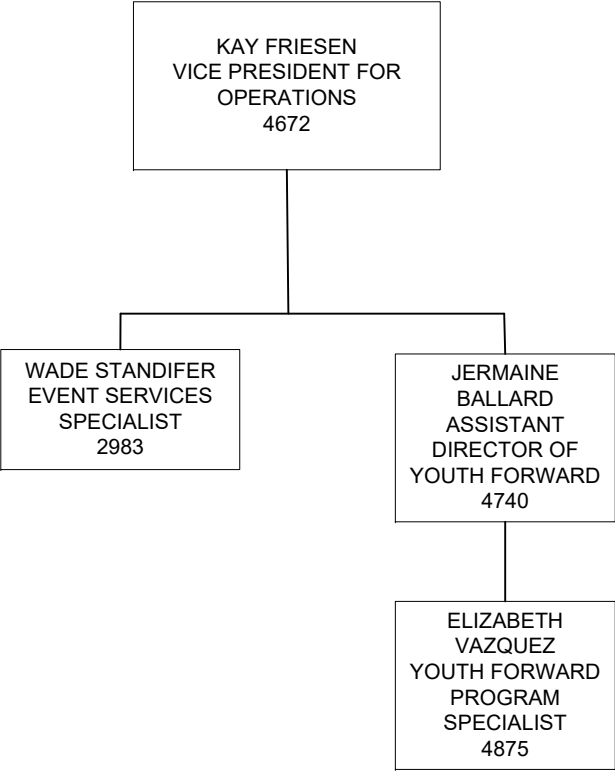 KAY FRIESEN
VICE PRESIDENT FOR
OPERATIONS
4672
WADE STANDIFER
EVENT SERVICES
SPECIALIST
2983
JERMAINE
BALLARD
ASSISTANT
DIRECTOR OF
YOUTH FORWARD
4740
ELIZABETH
VAZQUEZ
YOUTH FORWARD
PROGRAM
SPECIALIST
4875